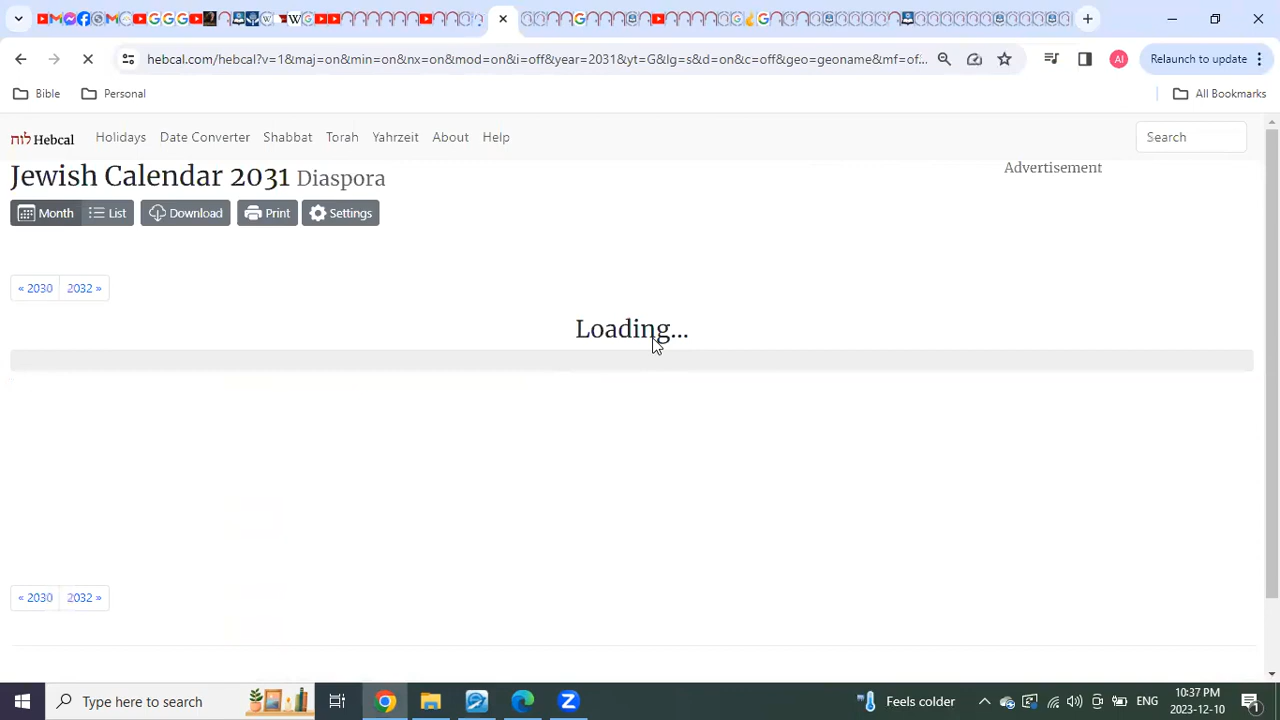 hebcal.com/hebcal?v=1&maj=on&min=on&nx=on&mod=on&i=off&year=2031&yt=G&lg=s&d=on&c=off&geo=geoname&mf=of...
AI
Relaunch to update
Bible
Personal
All Bookmarks
לוח Hebcal
Holidays
Date Converter
Shabbat
Torah
Yahrzeit
About
Help
Search
Jewish Calendar 2031 Diaspora
Advertisement
Month
List
Download
Print
Settings
« 2030
2032 »
Loading...
« 2030
2032 »
Type here to search
Feels colder
ENG
10:37 PM
2023-12-10
1